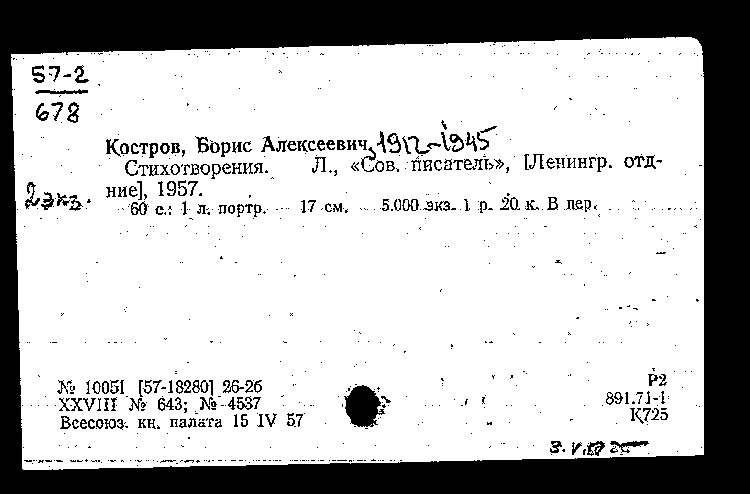 57-2
678
Костров, Борис Алексеевич, 1912-1945
Стихотворения. Л., «Сов. писатель», [Ленингр. отд-
ние], 1957.
2 экз.
60 с.; 1 л. портр. 17 см. 5.000 экз. 1 р. 20 к. В пер.
№ 10051 [57-18280] 26-26
XXVIII № 643; № 4537
Всесоюз. кн. палата 15 IV 57
Р2
891.71-1
К725